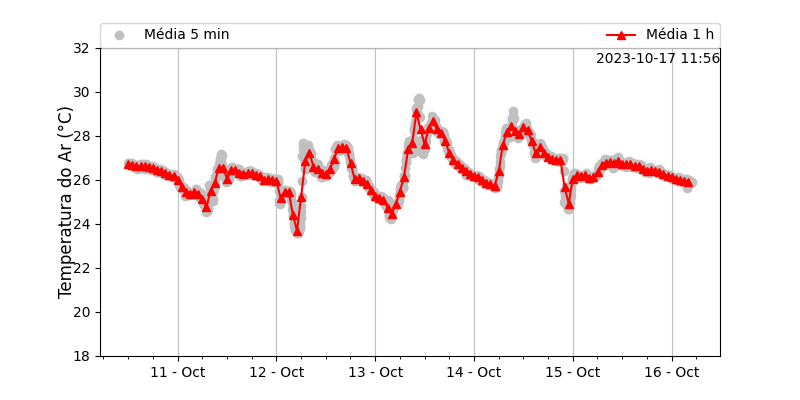 Média 5 min
Média 1 h
2023-10-17 11:56
Temperatura do Ar (°C)
32
30
28
26
24
22
20
18
11 - Oct
12 - Oct
13 - Oct
14 - Oct
15 - Oct
16 - Oct